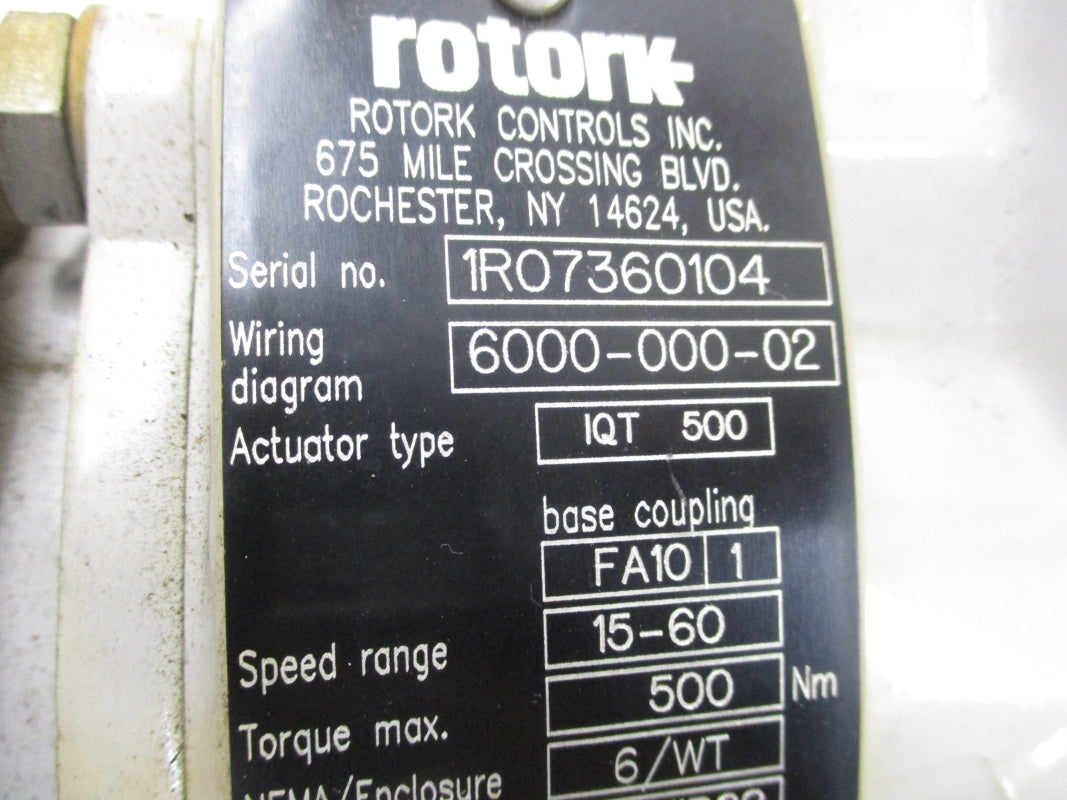 rotork
ROTORK CONTROLS INC.
675 MILE CROSSING BLVD.
ROCHESTER, NY 14624, USA.
Serial no. 1R07360104
Wiring diagram 6000-000-02
Actuator type IQT 500
base coupling
FA10 1
Speed range 15-60
Torque max. 500 Nm
NEMA/Enclosure 6/WT